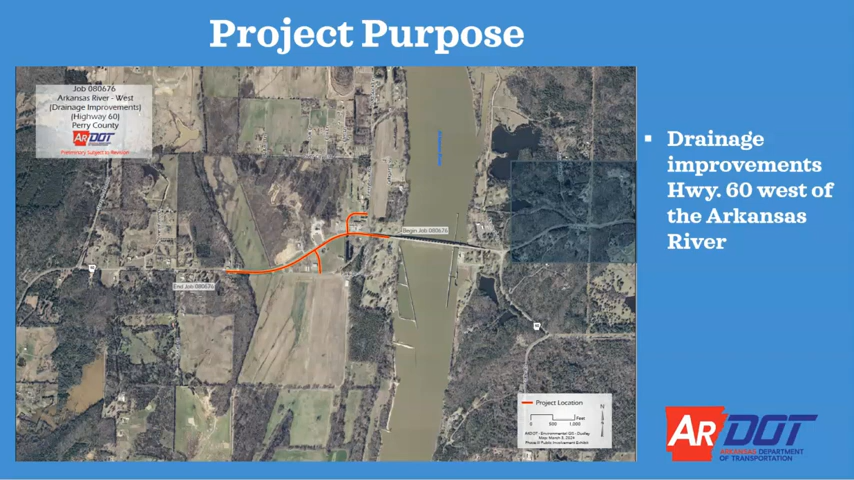 Project Purpose
Job 080676
Arkansas River - West
(Drainage Improvements)
(Highway 60)
Perry County
ARDOT
Preliminary Subject to Revision
Begin Job 080676
End Job 080676
▪ Drainage
improvements
Hwy. 60 west of
the Arkansas
River
Project Location
N
0 500 1,000
Feet
ARDOT
ARKANSAS DEPARTMENT
OF TRANSPORTATION